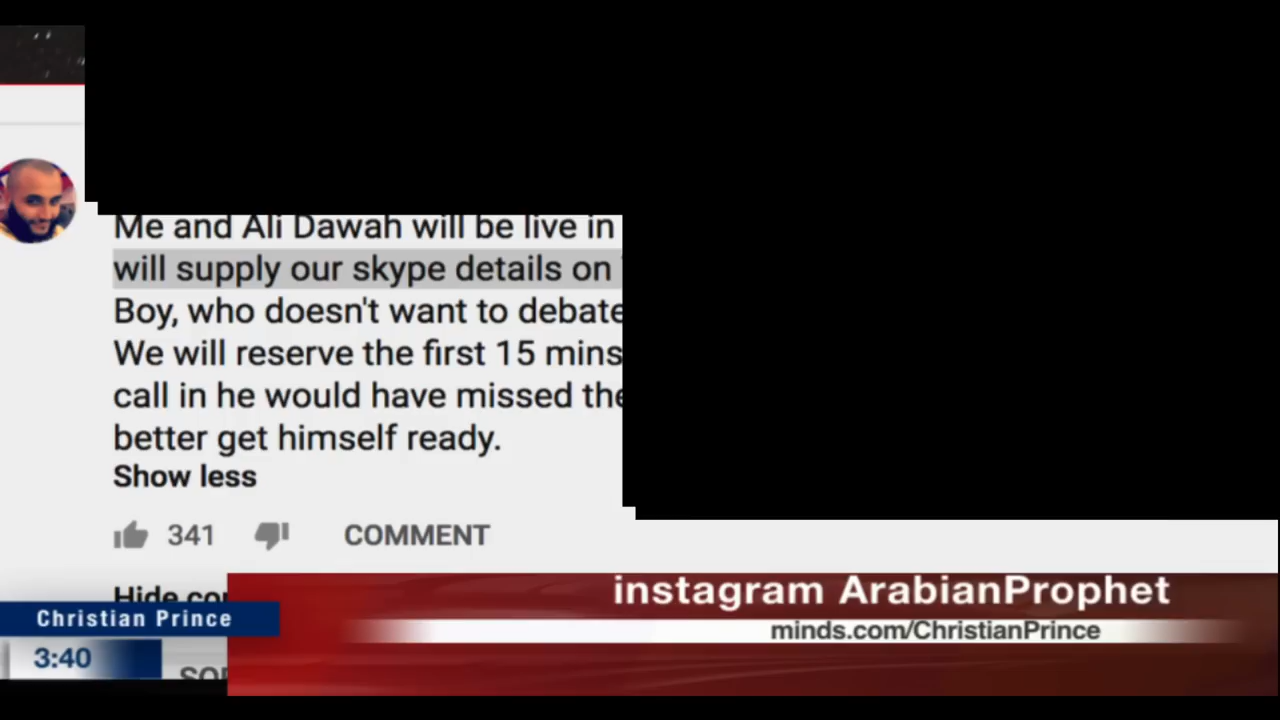 Me and Ali Dawah will be live in
will supply our skype details on
Boy, who doesn't want to debate
We will reserve the first 15 mins
call in he would have missed the
better get himself ready.
Show less
341
COMMENT
Hide
instagram ArabianProphet
Christian Prince
minds.com/ChristianPrince
3:40